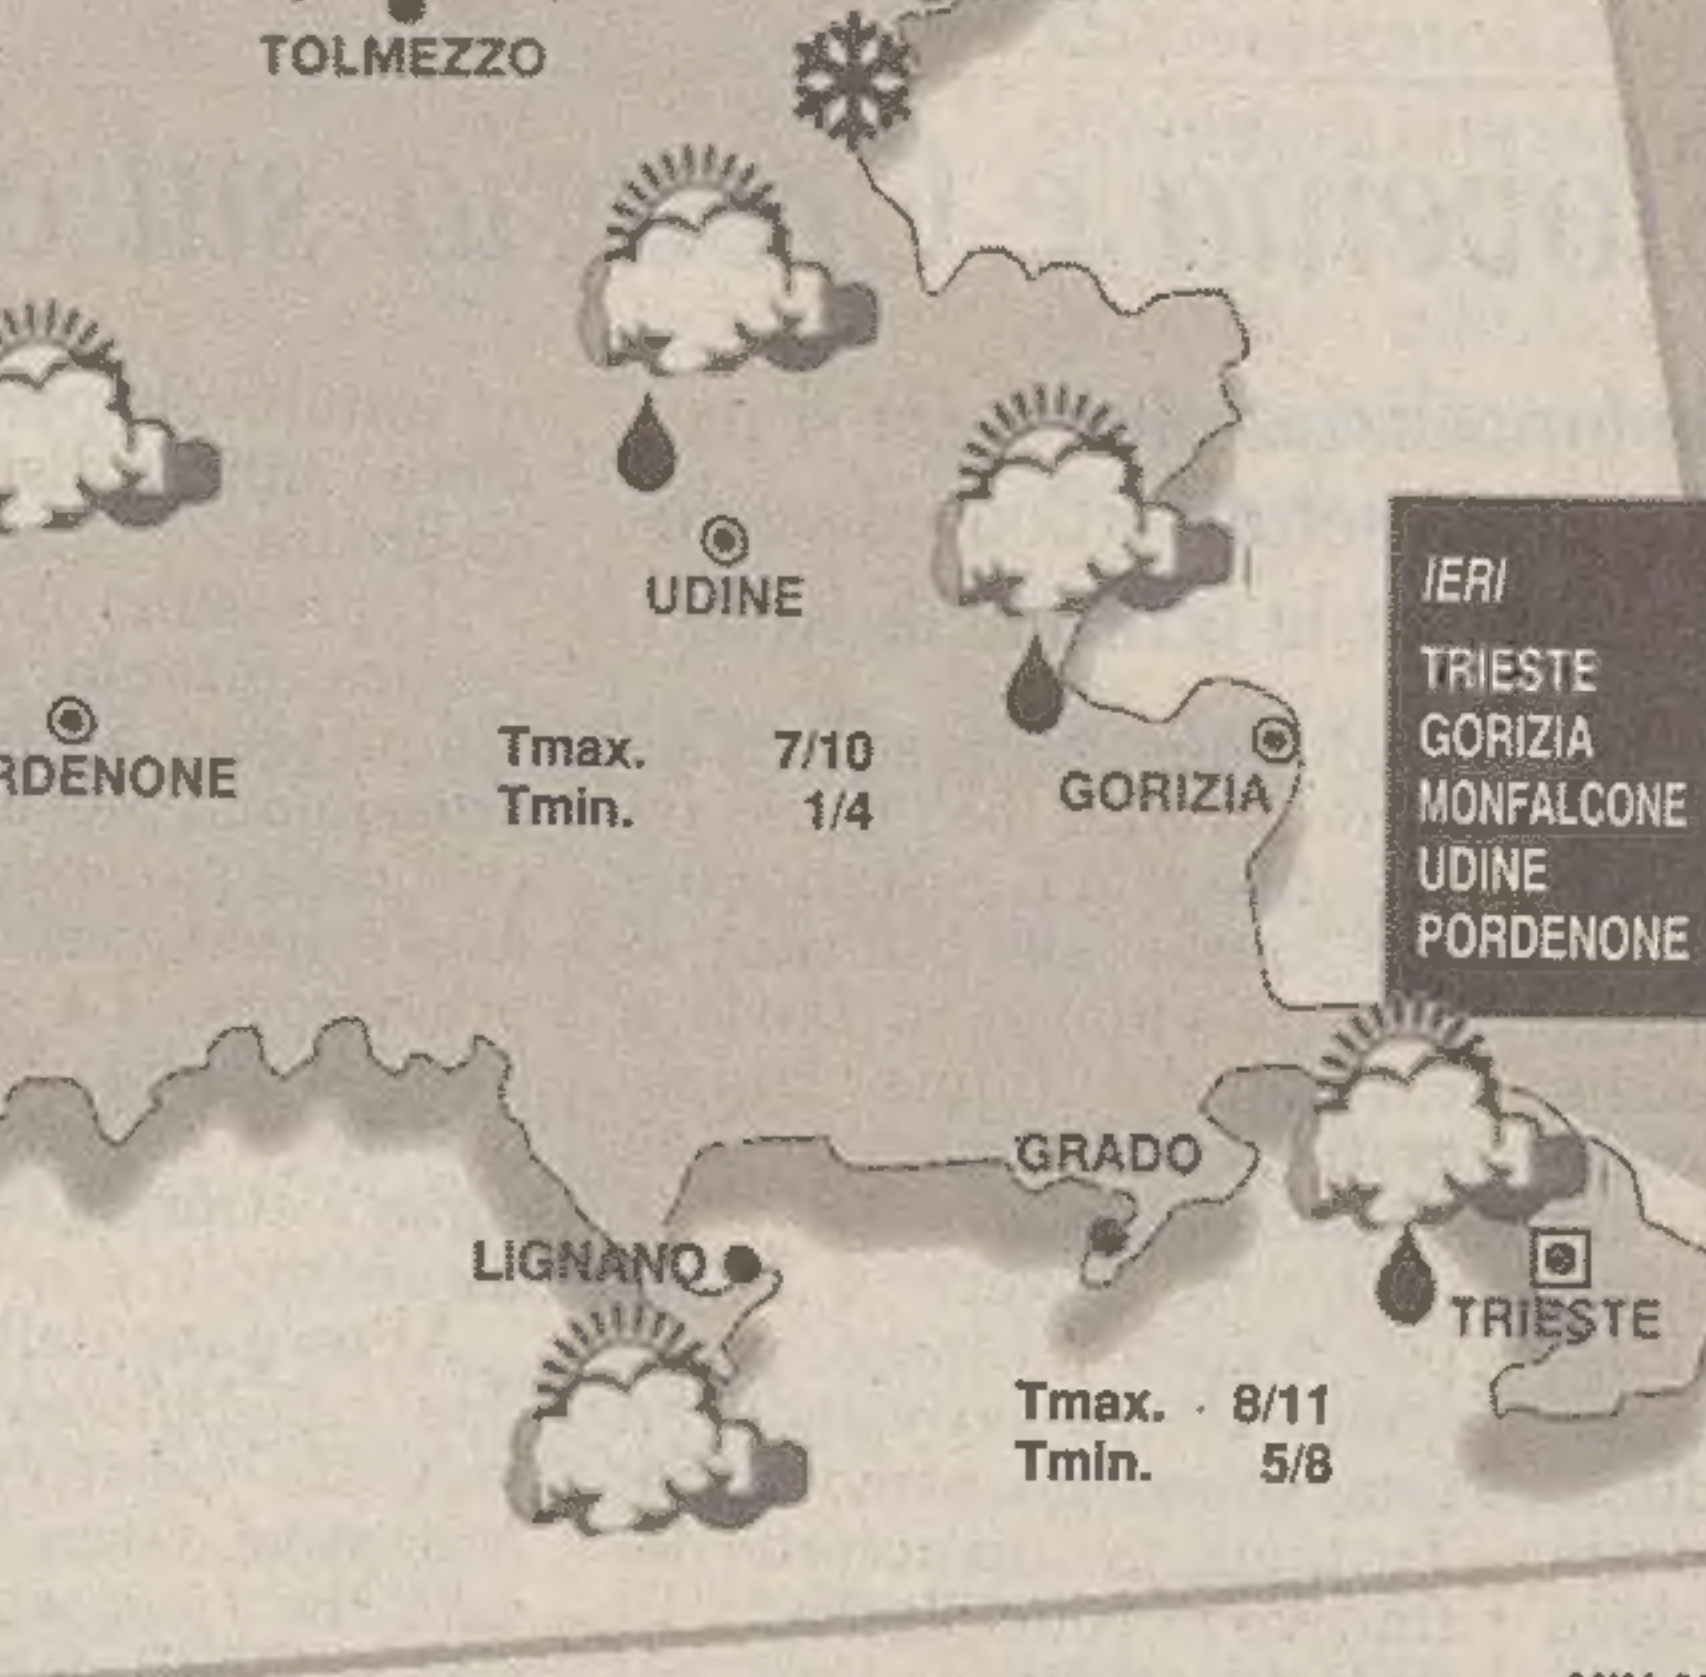 TOLMEZZO
UDINE
RDENONE
Tmax. 7/10
Tmin. 1/4
GORIZIA
IERI
TRIESTE
GORIZIA
MONFALCONE
UDINE
PORDENONE
GRADO
LIGNANO
TRIESTE
Tmax. 8/11
Tmin. 5/8